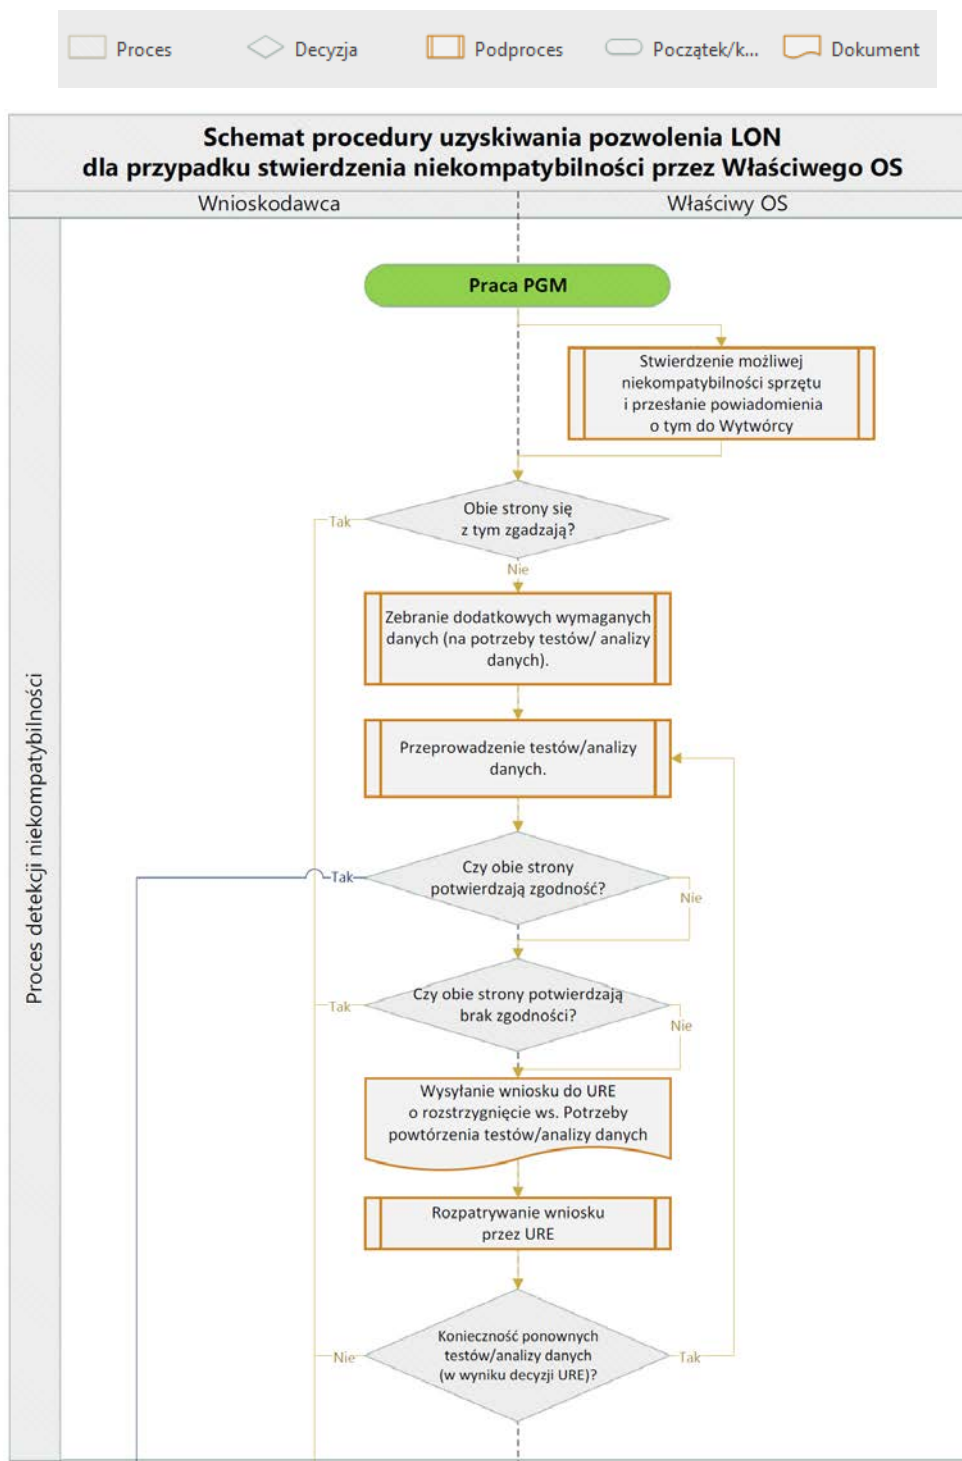 Proces
Decyzja
Podproces
Początek/k...
Dokument
Schemat procedury uzyskiwania pozwolenia LON
dla przypadku stwierdzenia niekompatybilności przez Właściwego OS
Wnioskodawca
Właściwy OS
Proces detekcji niekompatybilności
Praca PGM
Stwierdzenie możliwej
niekompatybilności sprzętu
i przesłanie powiadomienia
o tym do Wytwórcy
Obie strony się
z tym zgadzają?
Tak
Nie
Zebranie dodatkowych wymaganych
danych (na potrzeby testów/ analizy
danych).
Przeprowadzenie testów/analizy
danych.
Czy obie strony
potwierdzają zgodność?
Tak
Nie
Czy obie strony potwierdzają
brak zgodności?
Tak
Nie
Wysyłanie wniosku do URE
o rozstrzygnięcie ws. Potrzeby
powtórzenia testów/analizy danych
Rozpatrywanie wniosku
przez URE
Konieczność ponownych
testów/analizy danych
(w wyniku decyzji URE)?
Nie
Tak